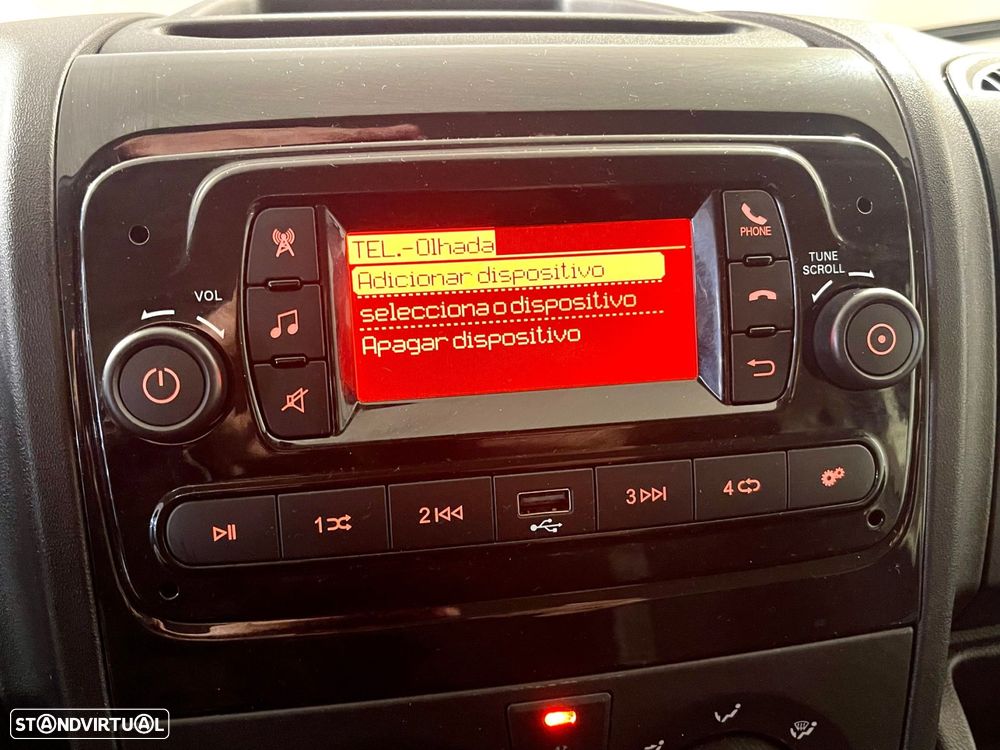 TEL.-Olhada
Adicionar dispositivo
selecciona o dispositivo
Apagar dispositivo
PHONE
VOL
TUNE
SCROLL
1
2
3
4
STANDVIRTUAL